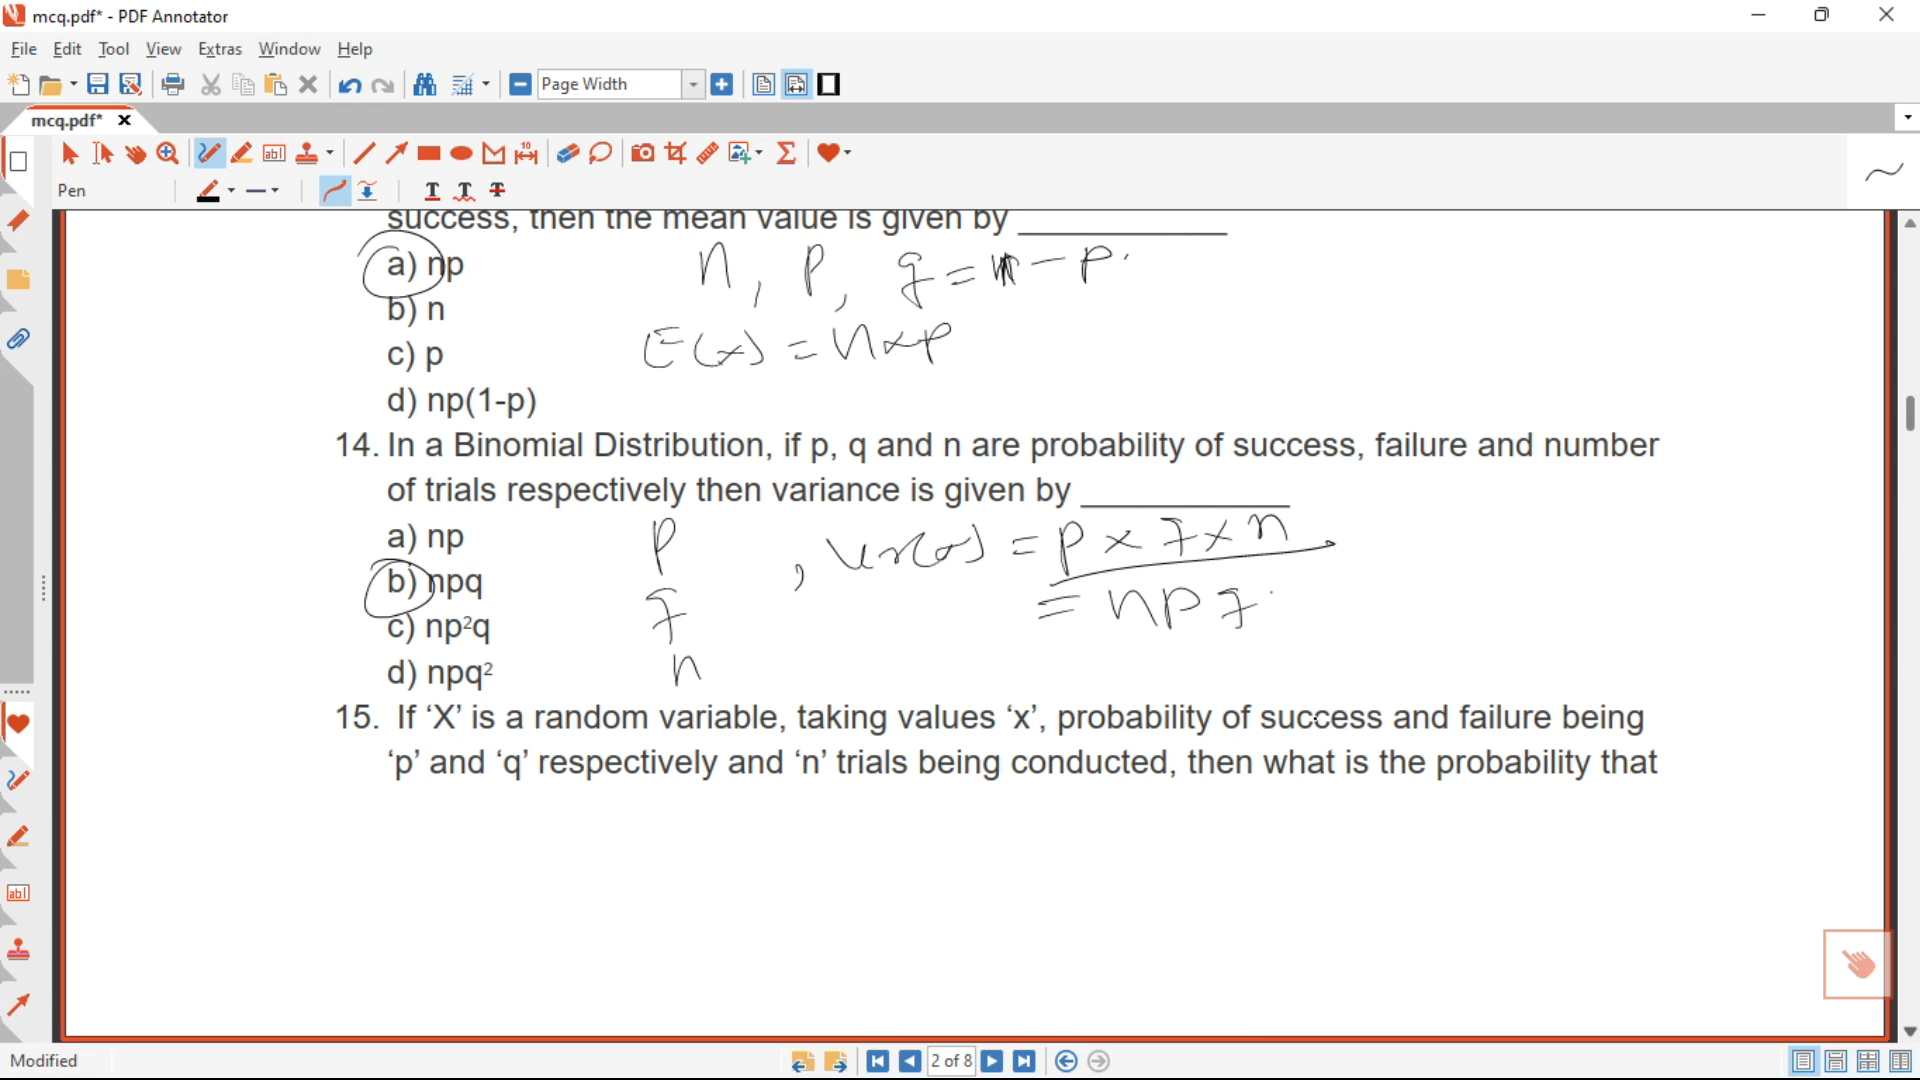 mcq.pdf* - PDF Annotator
File Edit Tool View Extras Window Help
Page Width
mcq.pdf*
abI 10
Pen T T T
success, then the mean value is given by ____________
a) np
n, p, q = 1 - p.
b) n
E(x) = n×p
c) p
d) np(1-p)
14. In a Binomial Distribution, if p, q and n are probability of success, failure and number
of trials respectively then variance is given by ____________
a) np
p , = p × q × n
b) npq
q = npq.
c) np²q
d) npq²
n
15. If ‘X’ is a random variable, taking values ‘x’, probability of success and failure being
‘p’ and ‘q’ respectively and ‘n’ trials being conducted, then what is the probability that
abI
Modified
2 of 8